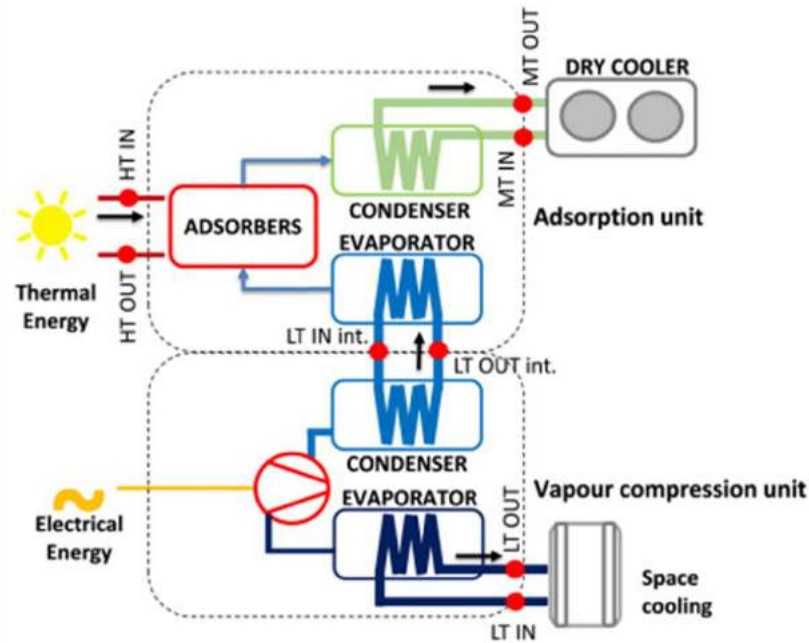 MT OUT
DRY COOLER
HT IN
MT IN
CONDENSER
ADSORBERS
Adsorption unit
EVAPORATOR
HT OUT
Thermal
Energy
LT IN int.
LT OUT int.
CONDENSER
EVAPORATOR
Vapour compression unit
LT OUT
Electrical
Energy
Space
cooling
LT IN